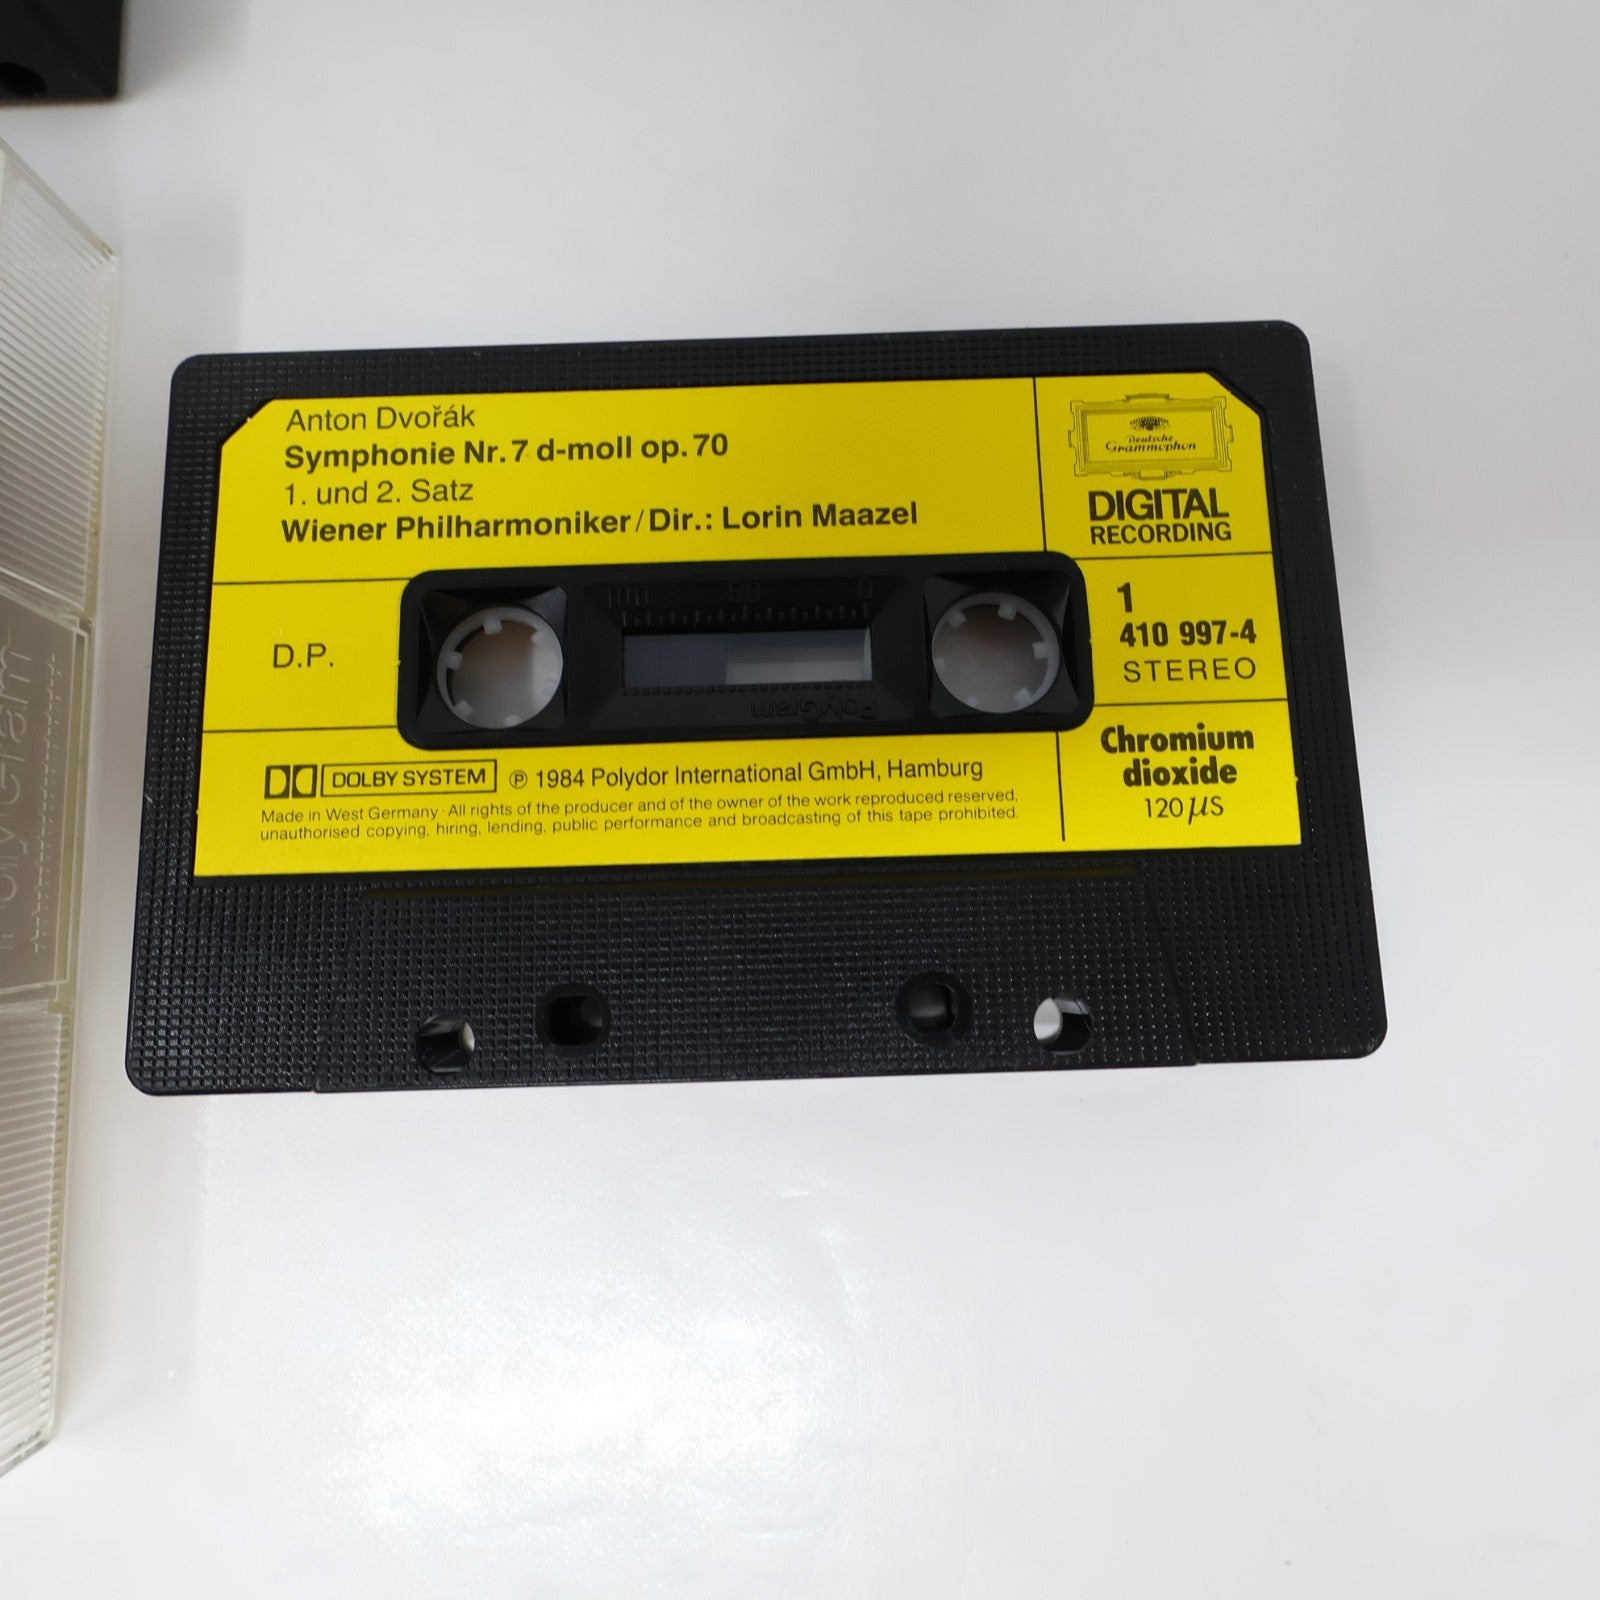 Anton Dvořák
Symphonie Nr. 7 d-moll op. 70
1. und 2. Satz
Wiener Philharmoniker / Dir.: Lorin Maazel
Deutsche
Grammophon
DIGITAL
RECORDING
D.P.
100 50 0
PolyGram
1
410 997-4
STEREO
DOLBY SYSTEM ℗ 1984 Polydor International GmbH, Hamburg
Made in West Germany · All rights of the producer and of the owner of the work reproduced reserved,
unauthorised copying, hiring, lending, public performance and broadcasting of this tape prohibited.
Chromium
dioxide
120 µS
PolyGram